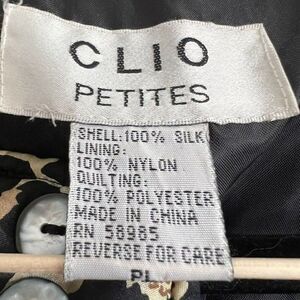 CLIO
PETITES
SHELL:100% SILK
LINING:
100% NYLON
QUILTING:
100% POLYESTER
MADE IN CHINA
RN 58985
REVERSE FOR CARE
PL